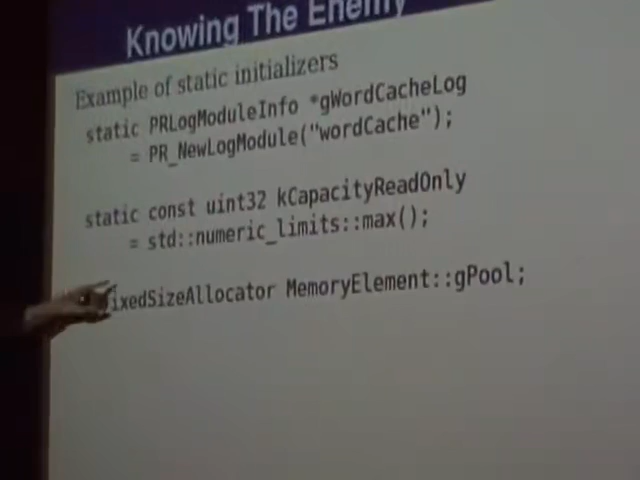 Knowing The Enemy
Example of static initializers
static PRLogModuleInfo *gWordCacheLog
= PR_NewLogModule("wordCache");
static const uint32 kCapacityReadOnly
= std::numeric_limits::max();
ixedSizeAllocator MemoryElement::gPool;